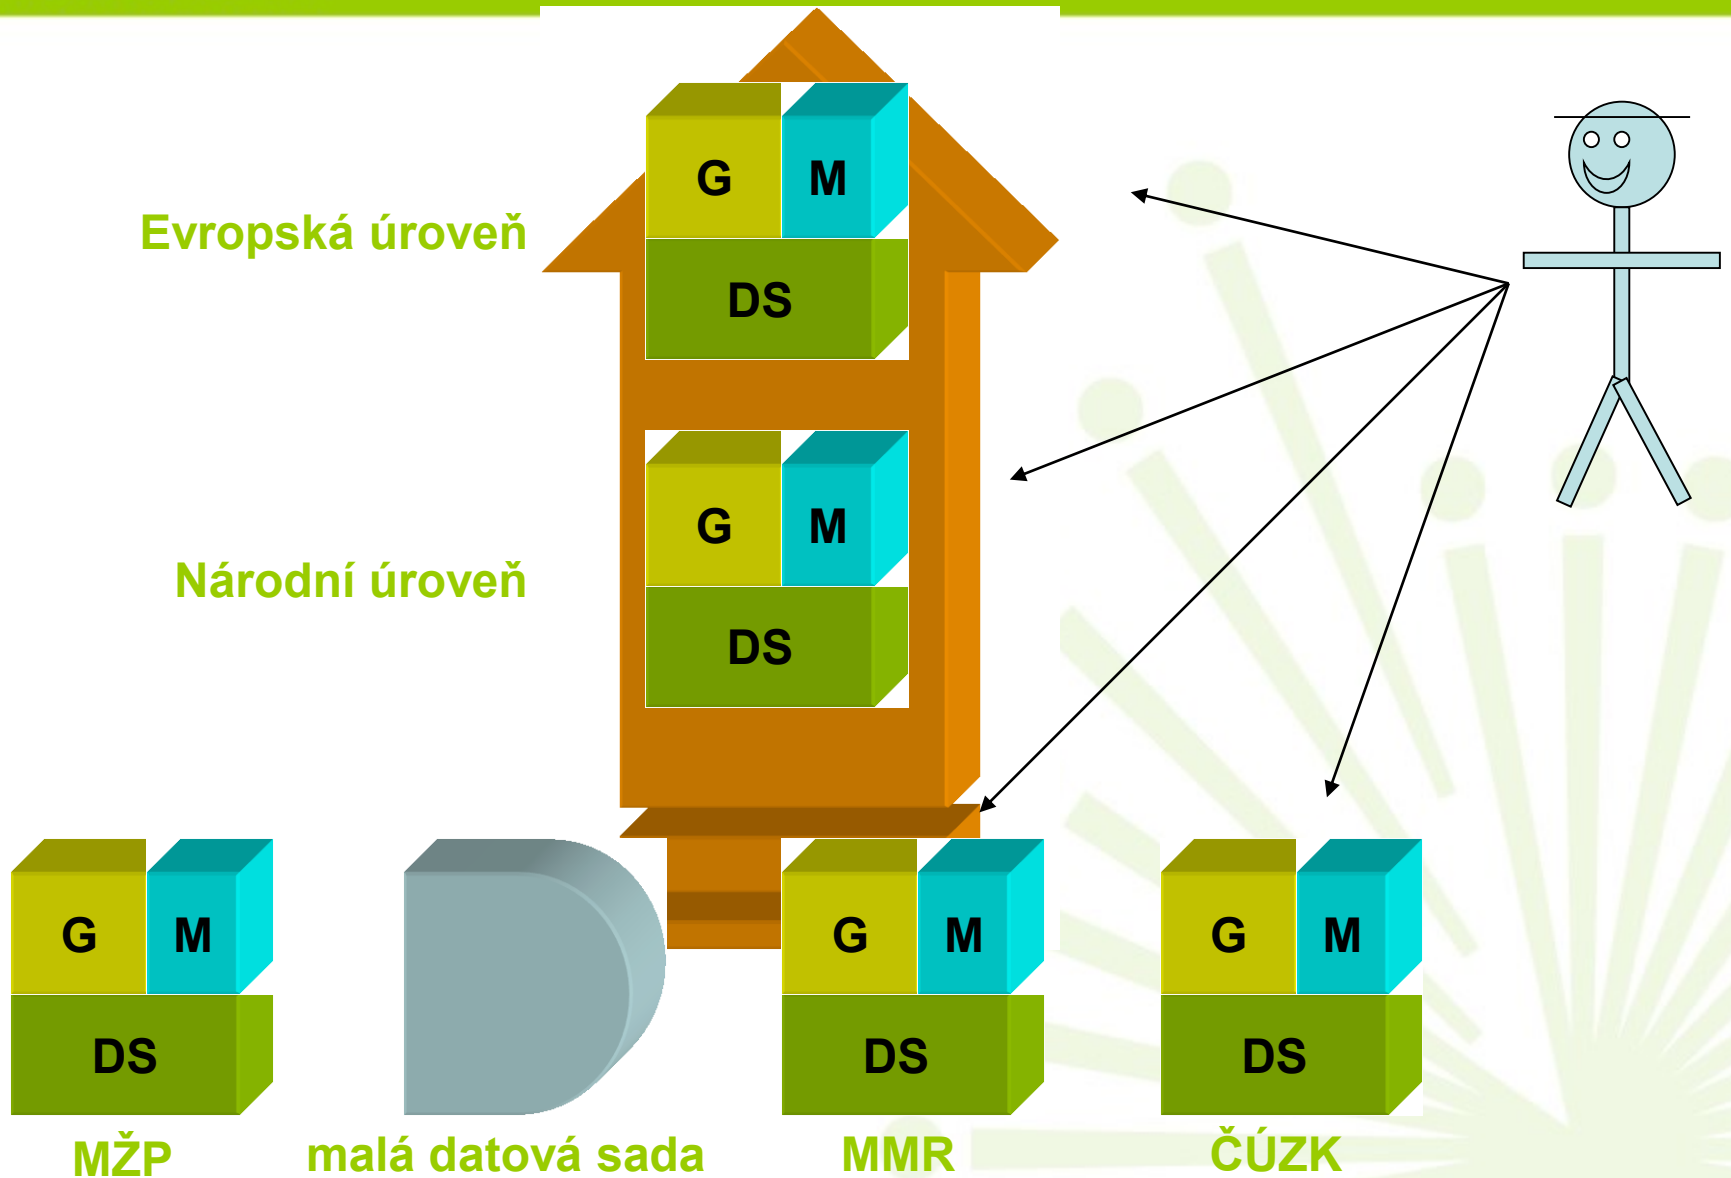 G M
Evropská úroveň
DS
G M
Národní úroveň
DS
G M
G M
G M
DS
DS
DS
MŽP
malá datová sada
MMR
ČÚZK